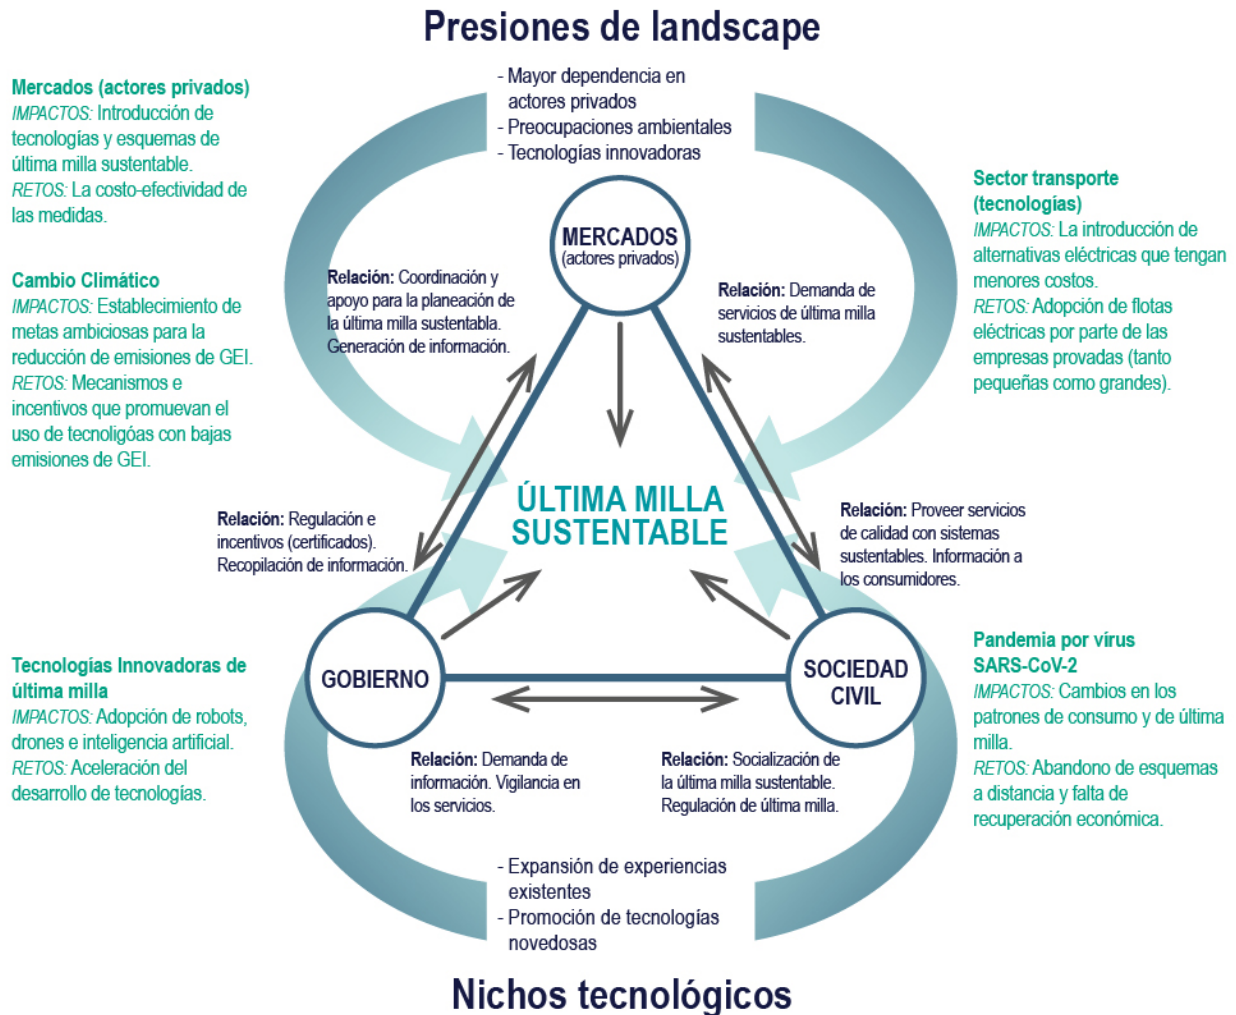 Presiones de landscape
- Mayor dependencia en
actores privados
- Preocupaciones ambientales
- Tecnologías innovadoras
Mercados (actores privados)
IMPACTOS: Introducción de
tecnologías y esquemas de
última milla sustentable.
RETOS: La costo-efectividad de
las medidas.
Cambio Climático
IMPACTOS: Establecimiento de
metas ambiciosas para la
reducción de emisiones de GEI.
RETOS: Mecanismos e
incentivos que promuevan el
uso de tecnoligóas con bajas
emisiones de GEI.
Sector transporte
(tecnologías)
IMPACTOS: La introducción de
alternativas eléctricas que tengan
menores costos.
RETOS: Adopción de flotas
eléctricas por parte de las
empresas provadas (tanto
pequeñas como grandes).
MERCADOS
(actores privados)
Relación: Coordinación y
apoyo para la planeación de
la última milla sustentabla.
Generación de información.
Relación: Demanda de
servicios de última milla
sustentables.
ÚLTIMA MILLA
SUSTENTABLE
Relación: Regulación e
incentivos (certificados).
Recopilación de información.
Relación: Proveer servicios
de calidad con sistemas
sustentables. Información a
los consumidores.
GOBIERNO
SOCIEDAD
CIVIL
Tecnologías Innovadoras de
última milla
IMPACTOS: Adopción de robots,
drones e inteligencia artificial.
RETOS: Aceleración del
desarrollo de tecnologías.
Relación: Demanda de
información. Vigilancia en
los servicios.
Relación: Socialización de
la última milla sustentable.
Regulación de última milla.
Pandemia por vírus
SARS-CoV-2
IMPACTOS: Cambios en los
patrones de consumo y de última
milla.
RETOS: Abandono de esquemas
a distancia y falta de
recuperación económica.
- Expansión de experiencias
existentes
- Promoción de tecnologías
novedosas
Nichos tecnológicos